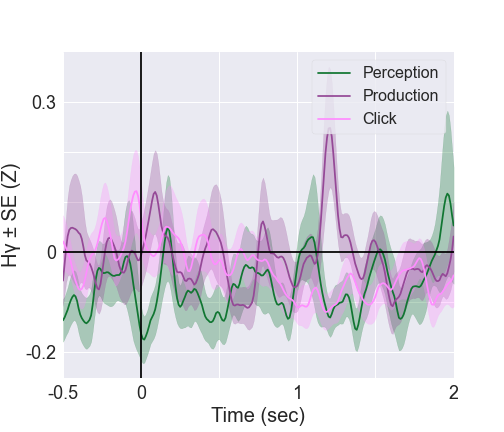 Perception
Production
Click
0.3
0
-0.2
Hγ ± SE (Z)
-0.5
0
1
2
Time (sec)